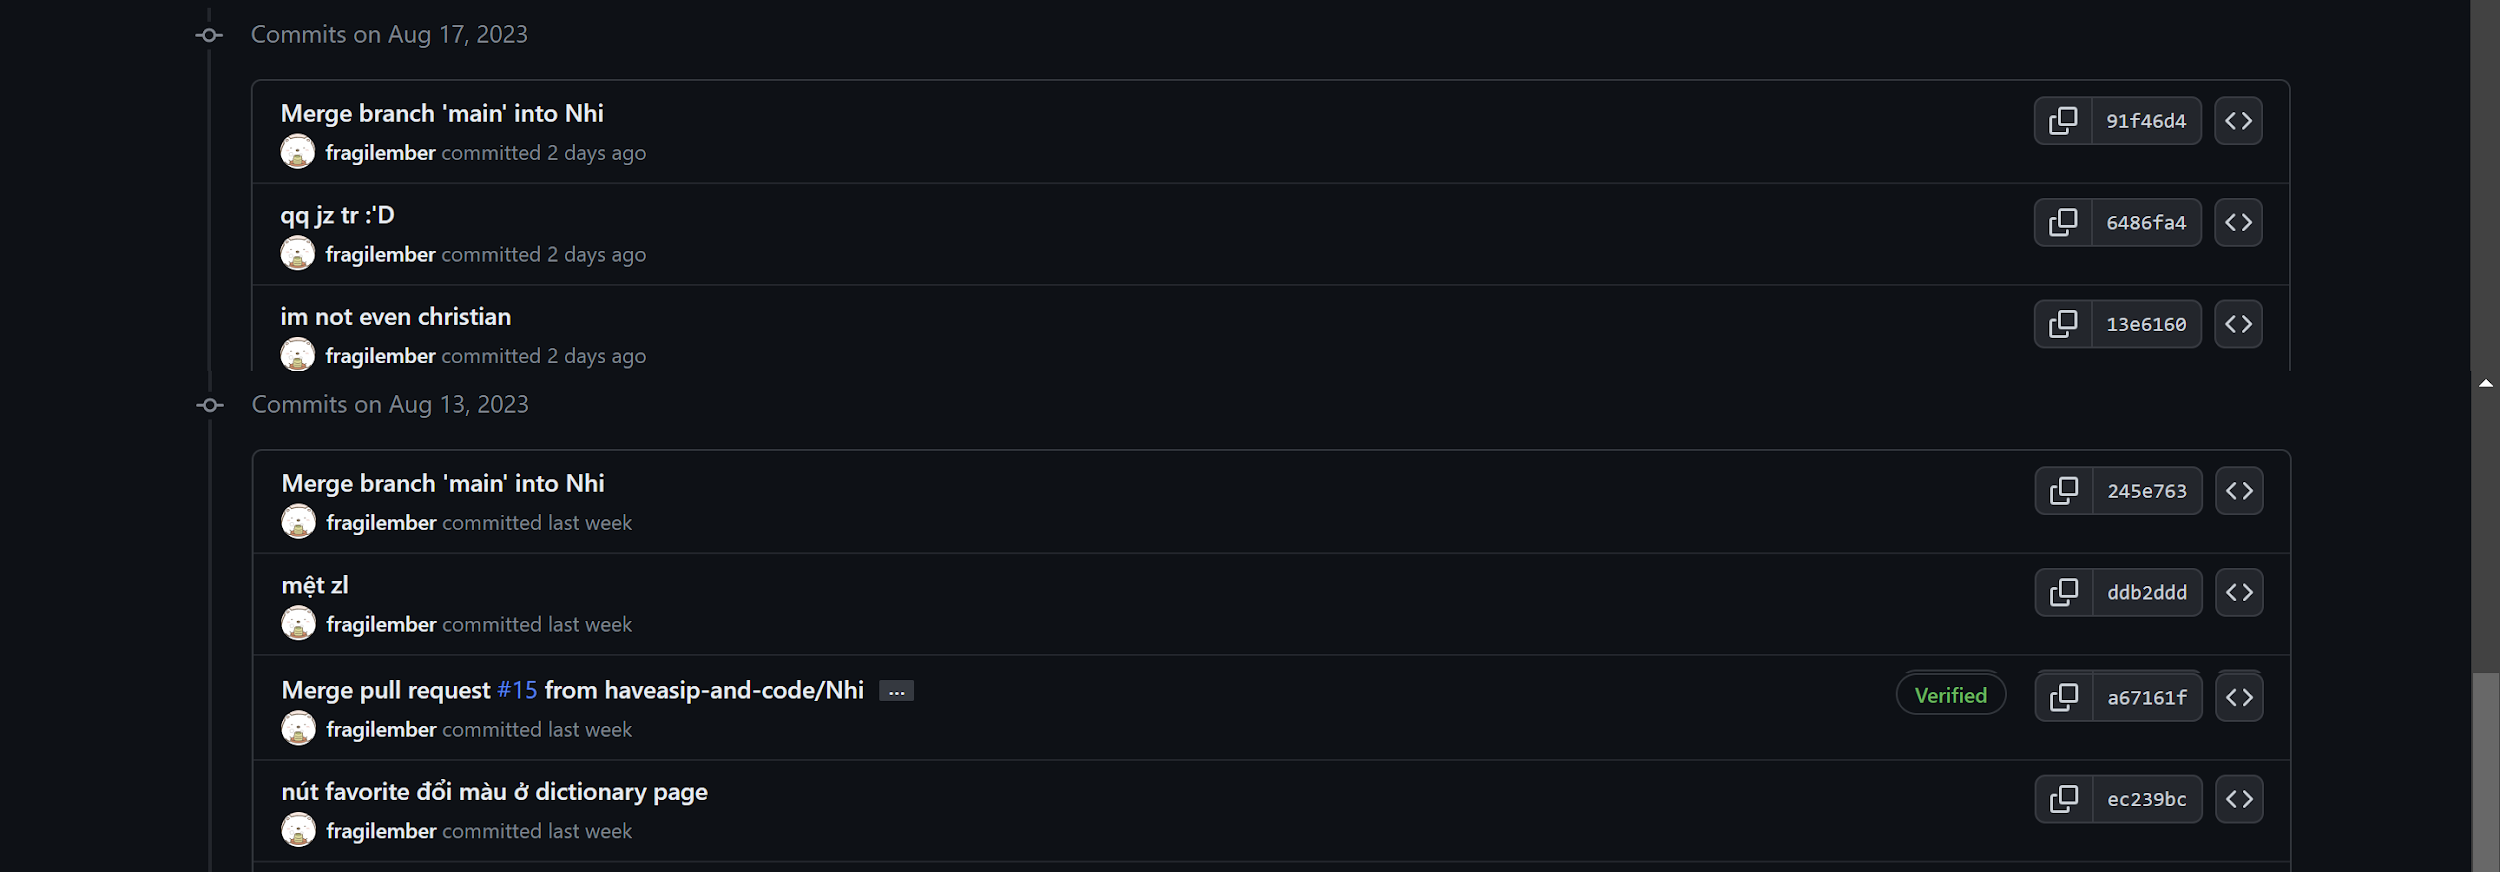 Commits on Aug 17, 2023
Merge branch 'main' into Nhi
91f46d4
fragilember committed 2 days ago
qq jz tr :'D
6486fa4
fragilember committed 2 days ago
im not even christian
13e6160
fragilember committed 2 days ago
Commits on Aug 13, 2023
Merge branch 'main' into Nhi
245e763
fragilember committed last week
mệt zl
ddb2ddd
fragilember committed last week
Merge pull request #15 from haveasip-and-code/Nhi ...
Verified
a67161f
fragilember committed last week
nút favorite đổi màu ở dictionary page
ec239bc
fragilember committed last week